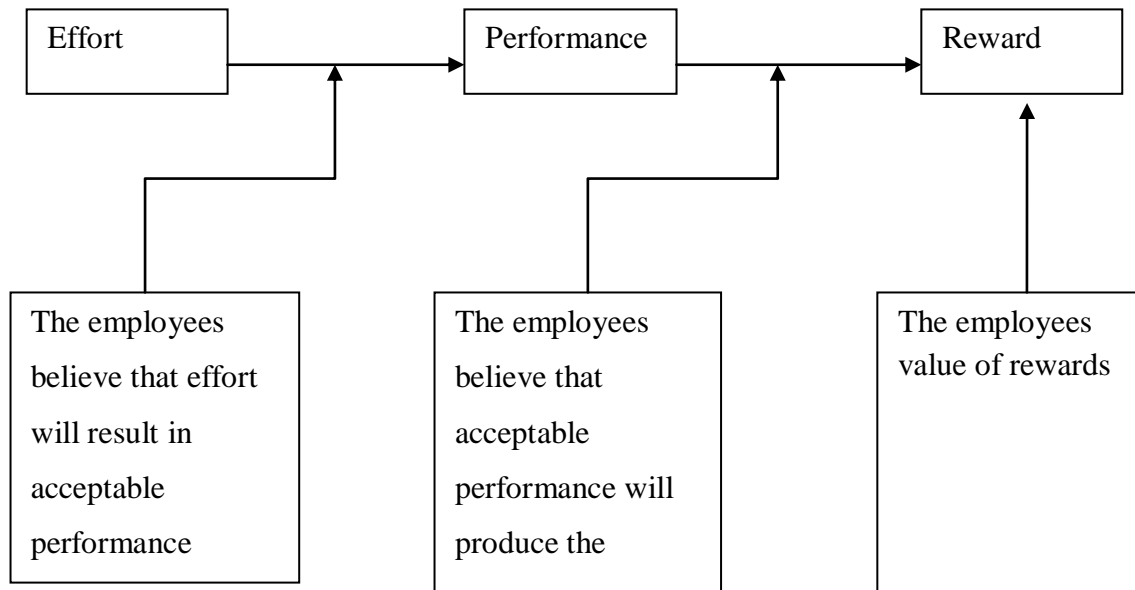 Effort
Performance
Reward
The employees
believe that effort
will result in
acceptable
performance
The employees
believe that
acceptable
performance will
produce the
The employees
value of rewards